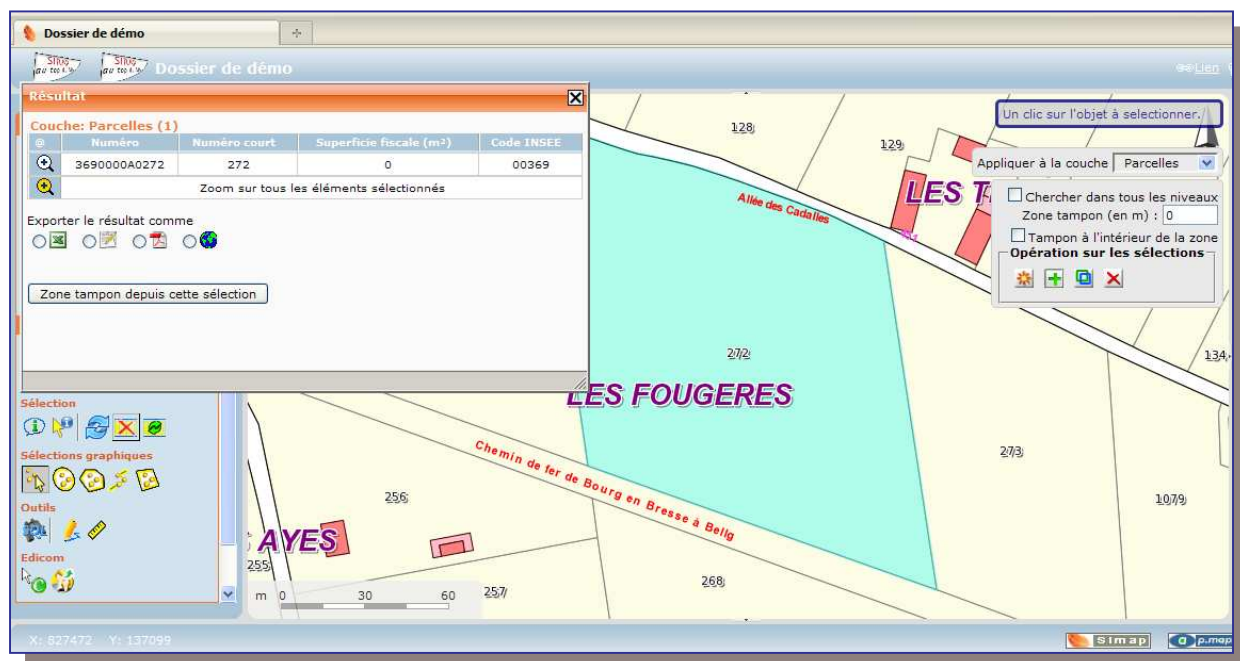 Dossier de démo
Dossier de démo
Lien
Résultat
Couche: Parcelles (1)
@ Numéro Numéro court Superficie fiscale (m²) Code INSEE
3690000A0272 272 0 00369
Zoom sur tous les éléments sélectionnés
Exporter le résultat comme
Zone tampon depuis cette sélection
Un clic sur l'objet à selectionner.
Appliquer à la couche Parcelles
Chercher dans tous les niveaux
Zone tampon (en m) : 0
Tampon à l'intérieur de la zone
Opération sur les sélections
128
129
LES
Allée des Cadalles
272
134
LES FOUGERES
273
Chemin de fer de Bourg en Bresse à Bellg
256
1079
AYES
255
268
257
m 0 30 60
Sélection
Sélections graphiques
Outils
Edicom
X: 827472 Y: 137099
Simap
p.map